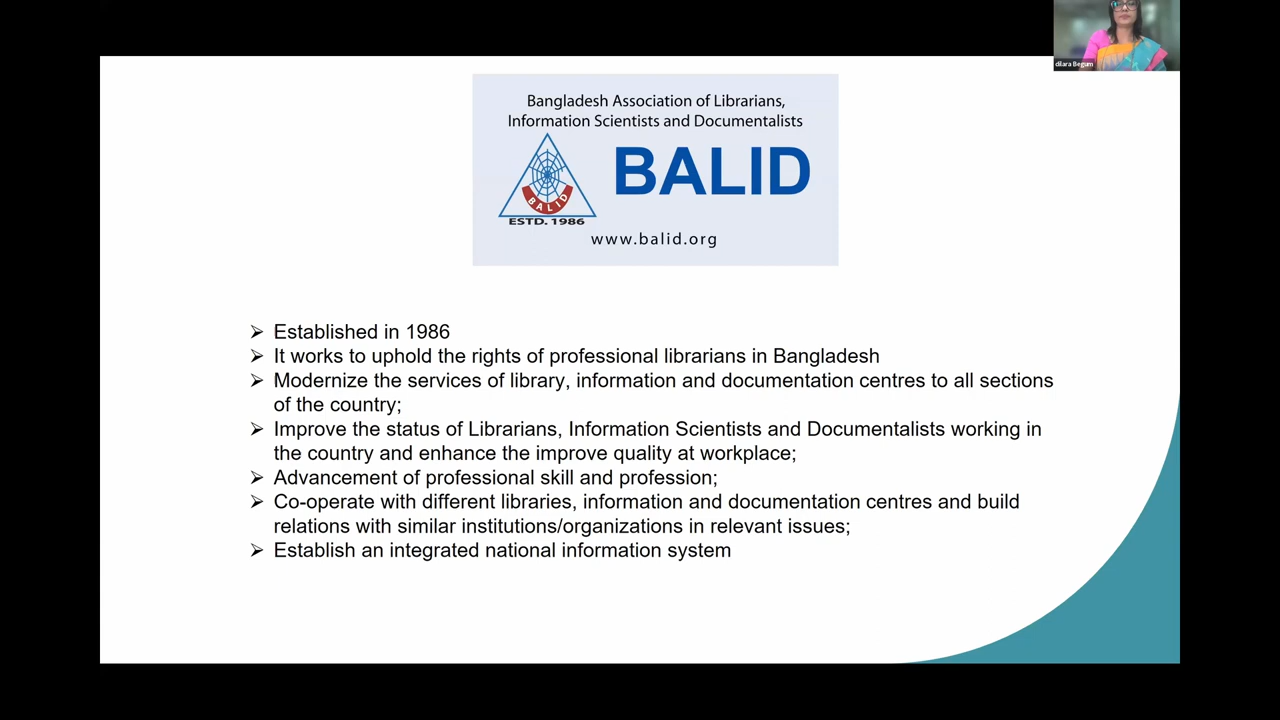 dilara Begum
Bangladesh Association of Librarians,
Information Scientists and Documentalists
BALID
BALID
ESTD. 1986
www.balid.org
➢ Established in 1986
➢ It works to uphold the rights of professional librarians in Bangladesh
➢ Modernize the services of library, information and documentation centres to all sections
of the country;
➢ Improve the status of Librarians, Information Scientists and Documentalists working in
the country and enhance the improve quality at workplace;
➢ Advancement of professional skill and profession;
➢ Co-operate with different libraries, information and documentation centres and build
relations with similar institutions/organizations in relevant issues;
➢ Establish an integrated national information system